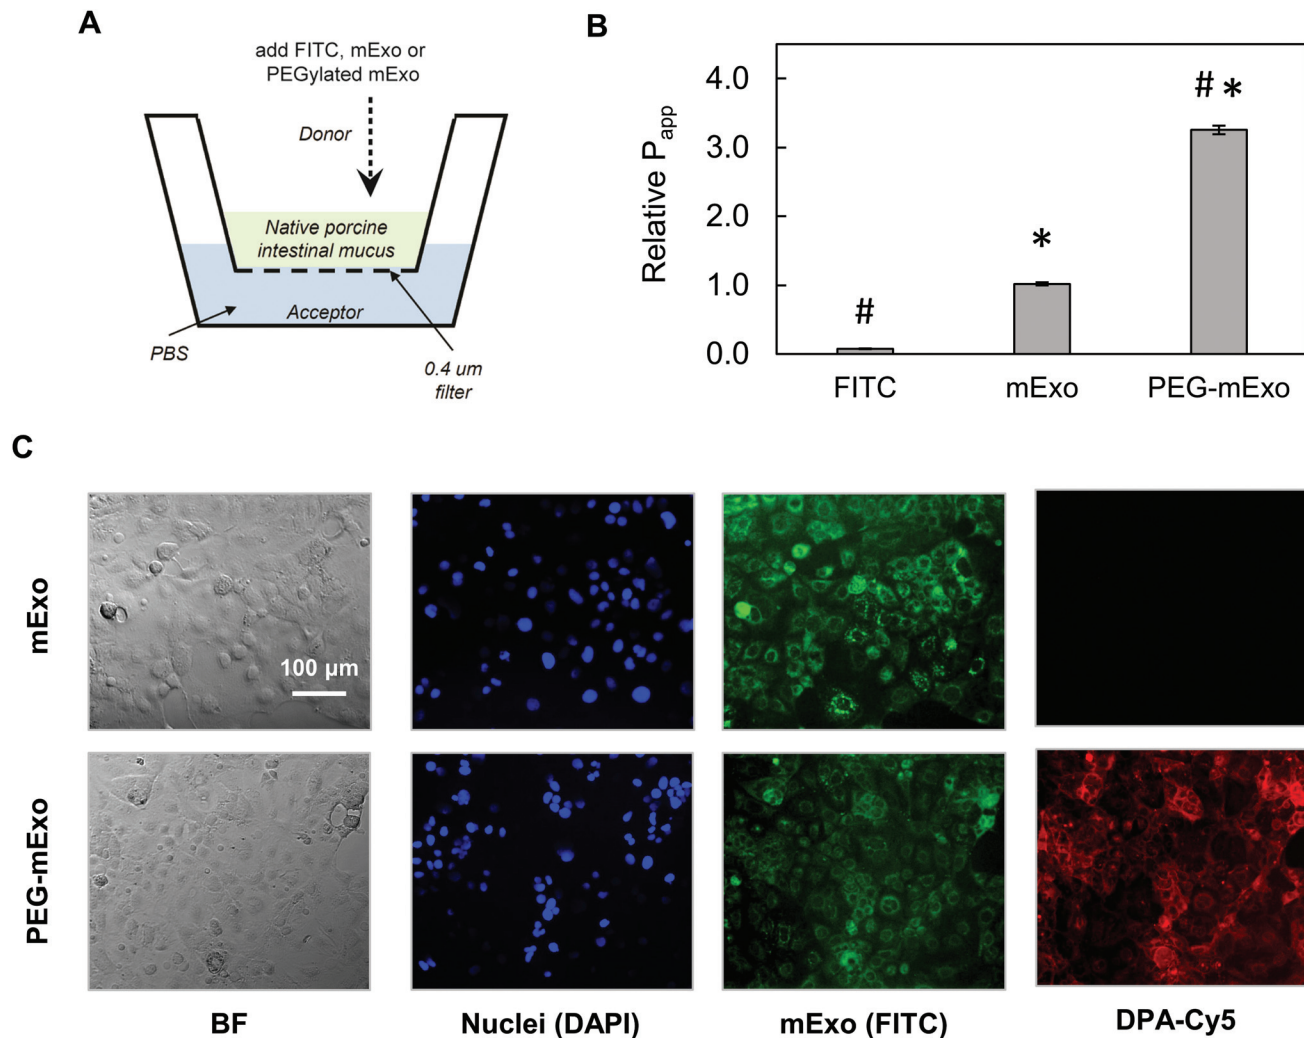 A
add FITC, mExo or
PEGylated mExo
Donor
Native porcine
intestinal mucus
Acceptor
PBS
0.4 um
filter
B
Relative Papp
4.0
3.0
2.0
1.0
0.0
#
*
# *
FITC
mExo
PEG-mExo
C
mExo
100 µm
PEG-mExo
BF
Nuclei (DAPI)
mExo (FITC)
DPA-Cy5